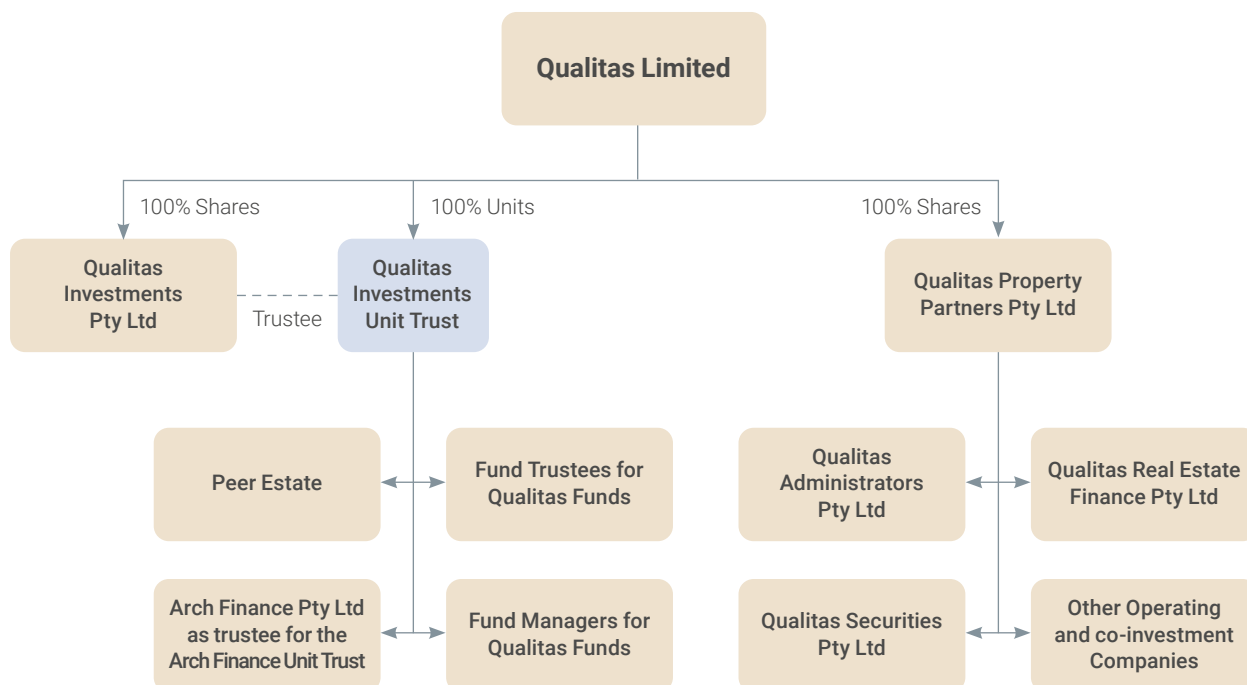 Qualitas Limited
100% Shares
100% Units
100% Shares
Qualitas
Investments
Pty Ltd
Trustee
Qualitas
Investments
Unit Trust
Qualitas Property
Partners Pty Ltd
Peer Estate
Fund Trustees for
Qualitas Funds
Qualitas
Administrators
Pty Ltd
Qualitas Real Estate
Finance Pty Ltd
Arch Finance Pty Ltd
as trustee for the
Arch Finance Unit Trust
Fund Managers for
Qualitas Funds
Qualitas Securities
Pty Ltd
Other Operating
and co-investment
Companies